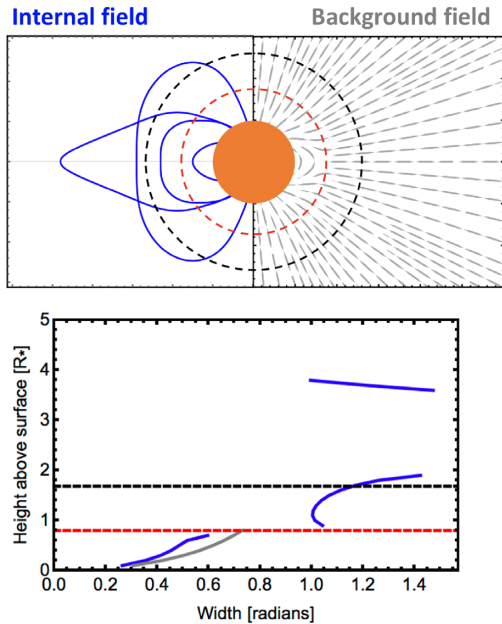 Internal field Background field
Height above surface [R*]
5
4
3
2
1
0
0.0 0.2 0.4 0.6 0.8 1.0 1.2 1.4
Width [radians]